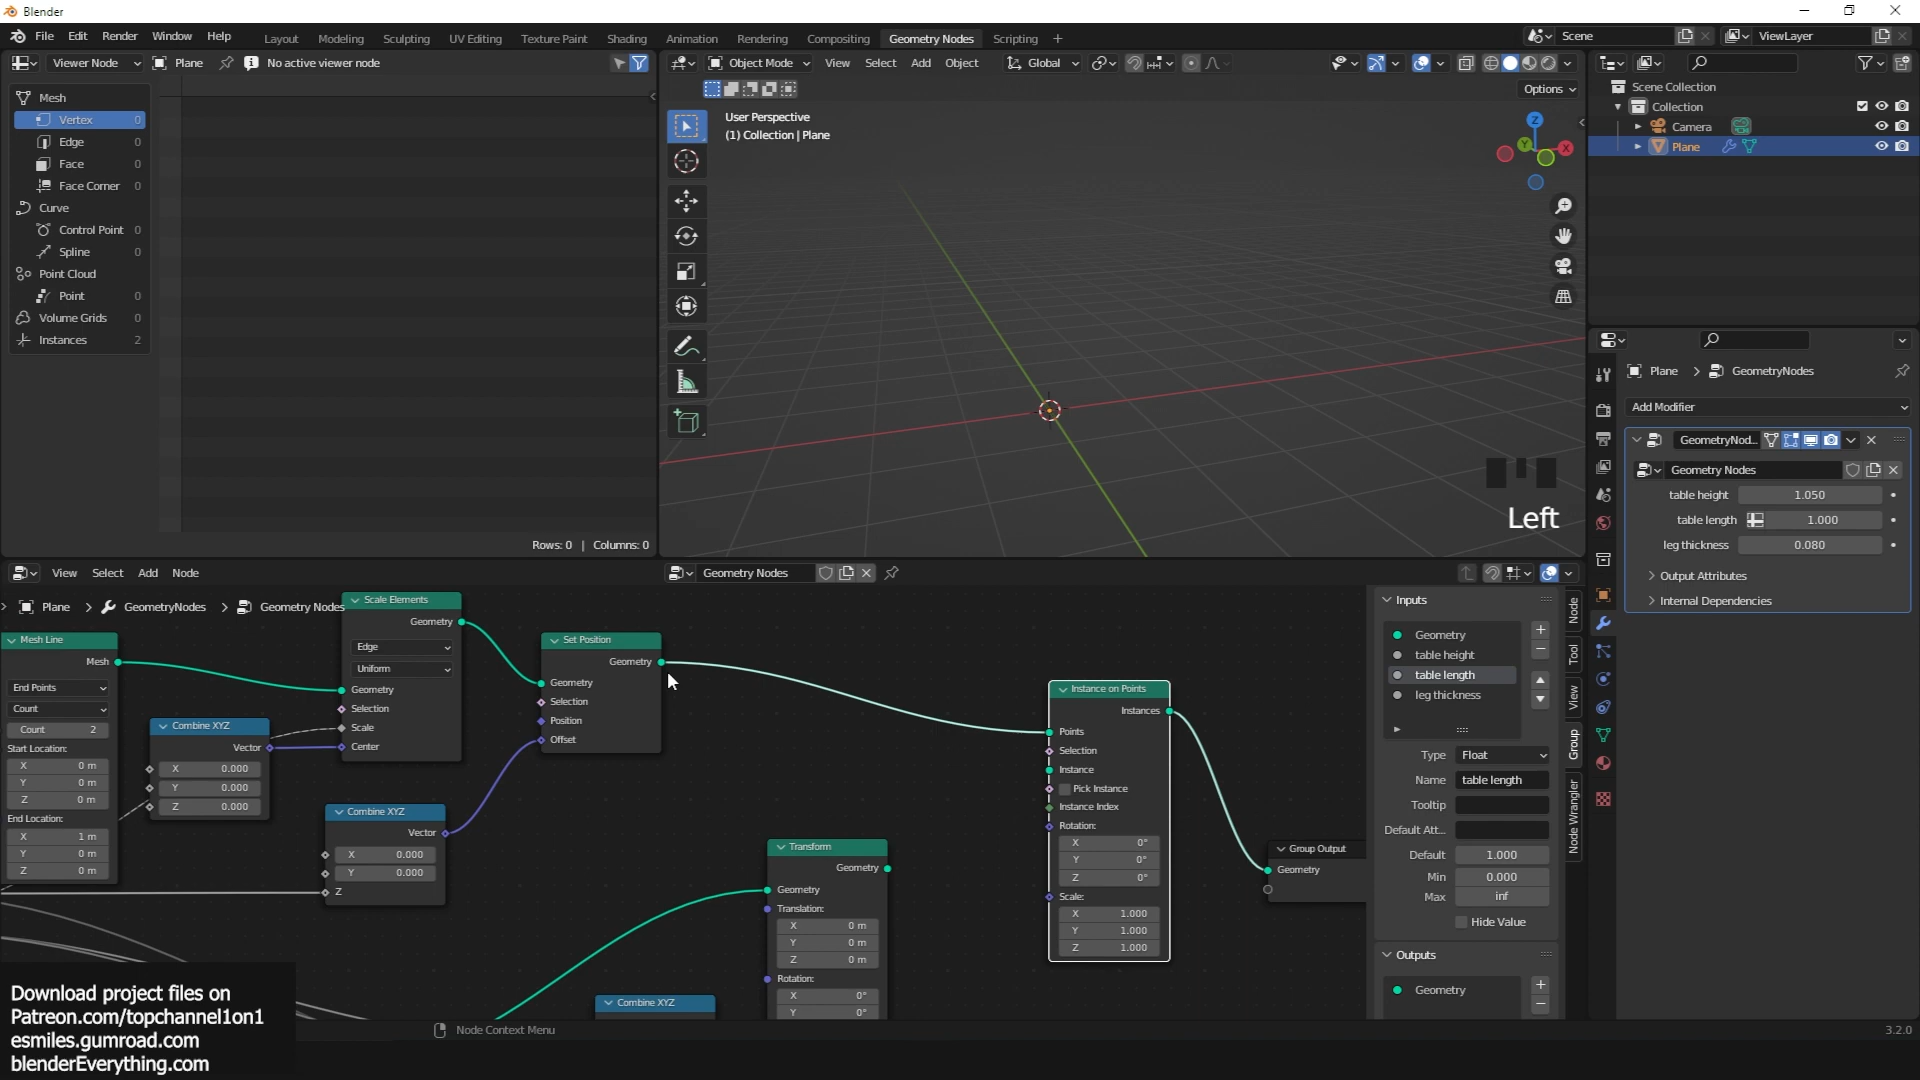 Blender
File Edit Render Window Help
Layout Modeling Sculpting UV Editing Texture Paint Shading Animation Rendering Compositing Geometry Nodes Scripting +
Scene
ViewLayer
Viewer Node
Plane
No active viewer node
Mesh
Vertex 0
Edge 0
Face 0
Face Corner 0
Curve
Control Point 0
Spline 0
Point Cloud
Point 0
Volume Grids 0
Instances 2
Rows: 0 | Columns: 0
Object Mode View Select Add Object
Global
Options
User Perspective
(1) Collection | Plane
Z
Y
X
Left
Scene Collection
Collection
Camera
Plane
Plane > GeometryNodes
Add Modifier
GeometryNod...
Geometry Nodes
table height 1.050
table length 1.000
leg thickness 0.080
> Output Attributes
> Internal Dependencies
View Select Add Node
Geometry Nodes
> Plane > GeometryNodes > Geometry Nodes
Mesh Line
Mesh
End Points
Count
Count 2
Start Location:
X 0 m
Y 0 m
Z 0 m
End Location:
X 1 m
Y 0 m
Z 0 m
Combine XYZ
Vector
X 0.000
Y 0.000
Z 0.000
Scale Elements
Geometry
Edge
Uniform
Geometry
Selection
Scale
Center
Combine XYZ
Vector
X 0.000
Y 0.000
Z
Set Position
Geometry
Geometry
Selection
Position
Offset
Combine XYZ
Transform
Geometry
Geometry
Translation:
X 0 m
Y 0 m
Z 0 m
Rotation:
X 0°
Y 0°
Instance on Points
Instances
Points
Selection
Instance
Pick Instance
Instance Index
Rotation:
X 0°
Y 0°
Z 0°
Scale:
X 1.000
Y 1.000
Z 1.000
Group Output
Geometry
Inputs
Geometry
table height
table length
leg thickness
Type Float
Name table length
Tooltip
Default Att...
Default 1.000
Min 0.000
Max inf
Hide Value
Outputs
Geometry
Node
Tool
View
Group
Node Wrangler
Download project files on
Patreon.com/topchannel1on1
esmiles.gumroad.com
blenderEverything.com
Node Context Menu
3.2.0